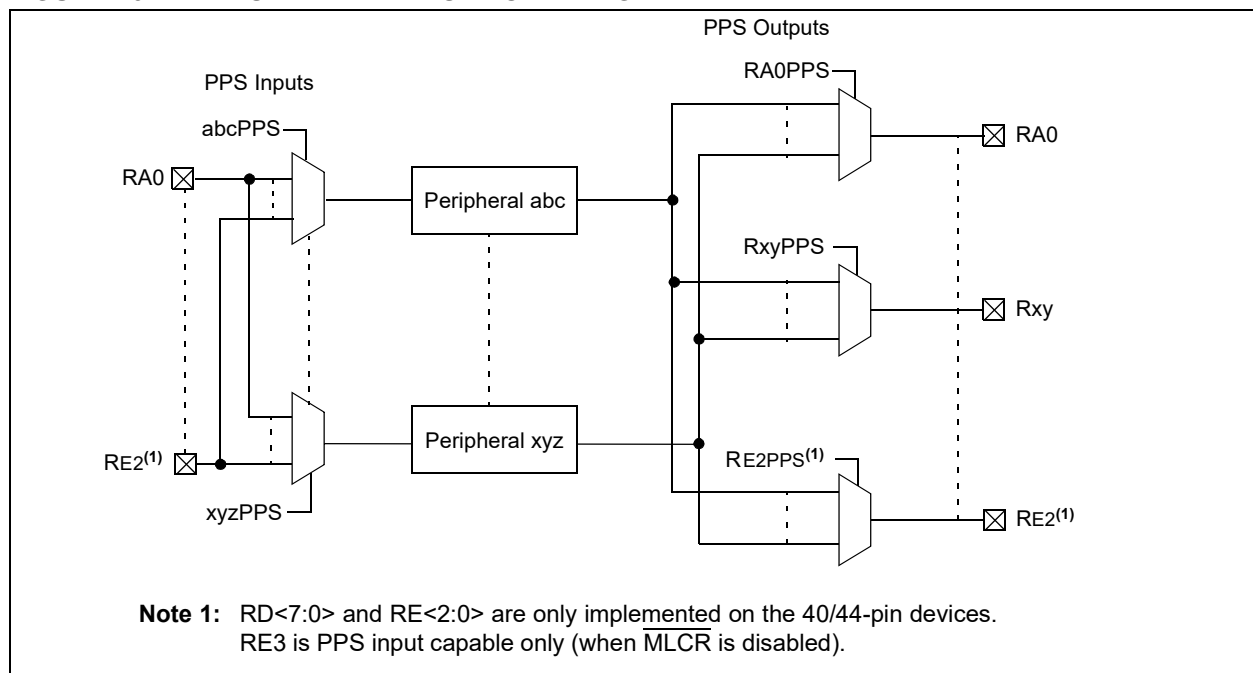 PPS Outputs
RA0PPS
PPS Inputs
abcPPS
RA0
RA0
Peripheral abc
RxyPPS
Rxy
Peripheral xyz
RE2(1)
RE2PPS(1)
xyzPPS
RE2(1)
Note 1: RD<7:0> and RE<2:0> are only implemented on the 40/44-pin devices.
RE3 is PPS input capable only (when MLCR is disabled).